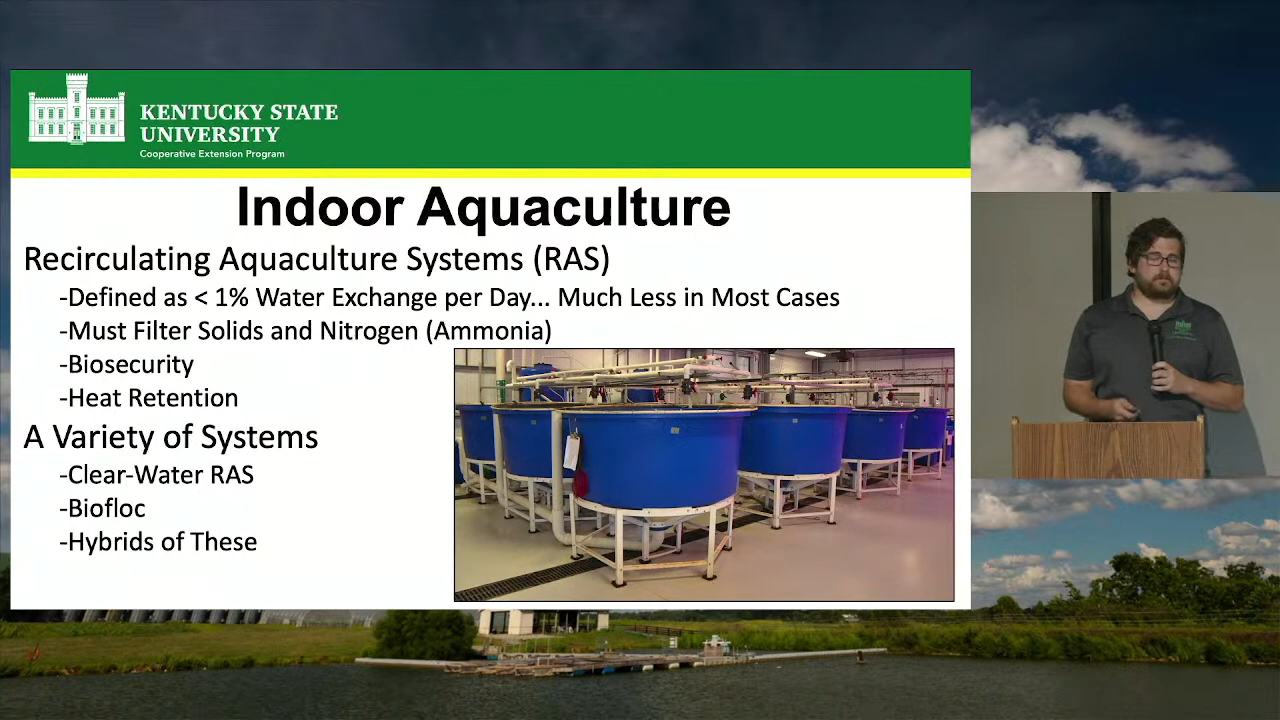 KENTUCKY STATE
UNIVERSITY
Cooperative Extension Program
Indoor Aquaculture
Recirculating Aquaculture Systems (RAS)
-Defined as < 1% Water Exchange per Day... Much Less in Most Cases
-Must Filter Solids and Nitrogen (Ammonia)
-Biosecurity
-Heat Retention
A Variety of Systems
-Clear-Water RAS
-Biofloc
-Hybrids of These